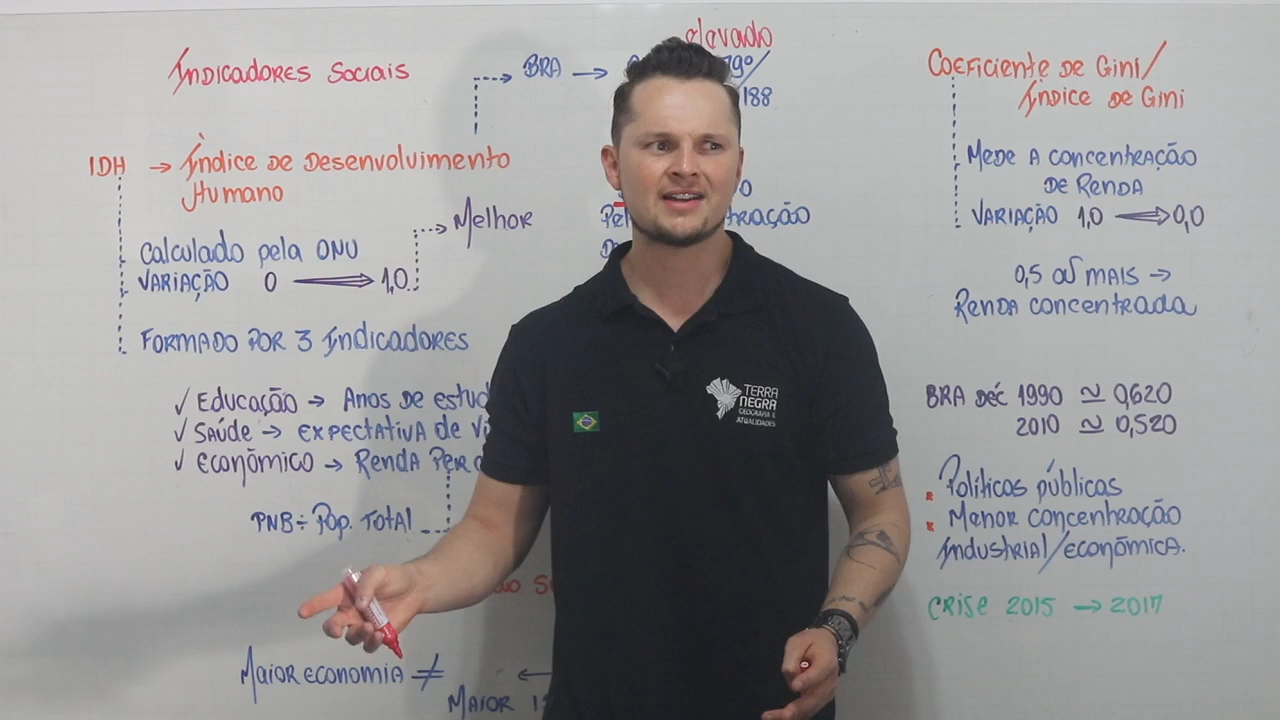 Indicadores Sociais
IDH → Índice de Desenvolvimento
Humano
Calculado pela ONU
VARIAÇÃO 0 ⟹ 1,0
→ Melhor
FORMADO POR 3 Indicadores
✓ Educação → Anos de
✓ Saúde → EXPECTATIVA de
✓ econômico → Renda Per
PNB ÷ Pop. Total
Maior economia ≠
MAIOR
BRA →
elevado
188
Coeficiente de Gini/
Índice de Gini
Mede A concentração
de Renda
VARIAÇÃO 1,0 ⟹ 0,0
0,5 ou mais →
Renda concentrada
BRA DÉC 1990 ≃ 0,620
2010 ≃ 0,520
Políticas públicas
Menor concentração
Industrial/econômica.
CRISE 2015 → 2017
TERRA
NEGRA
GEOGRAFIA E
ATUALIDADES